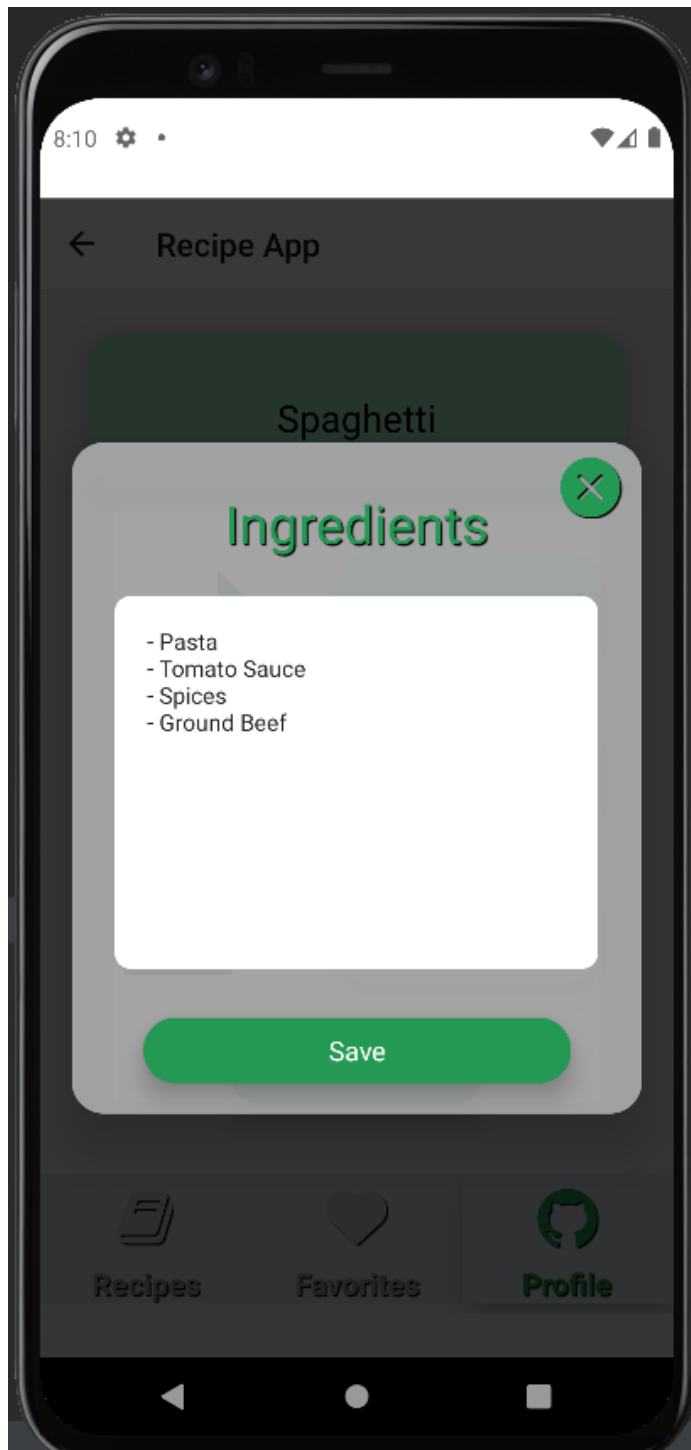 8:10
Recipe App
Spaghetti
Ingredients
- Pasta
- Tomato Sauce
- Spices
- Ground Beef
Save
Recipes Favorites Profile